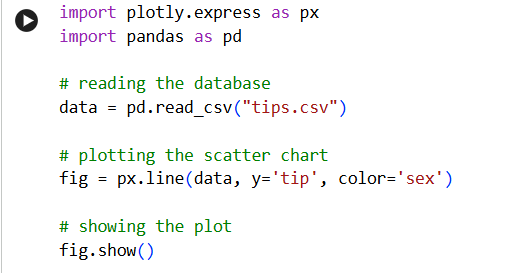 import plotly.express as px
import pandas as pd
# reading the database
data = pd.read_csv("tips.csv")
# plotting the scatter chart
fig = px.line(data, y='tip', color='sex')
# showing the plot
fig.show()